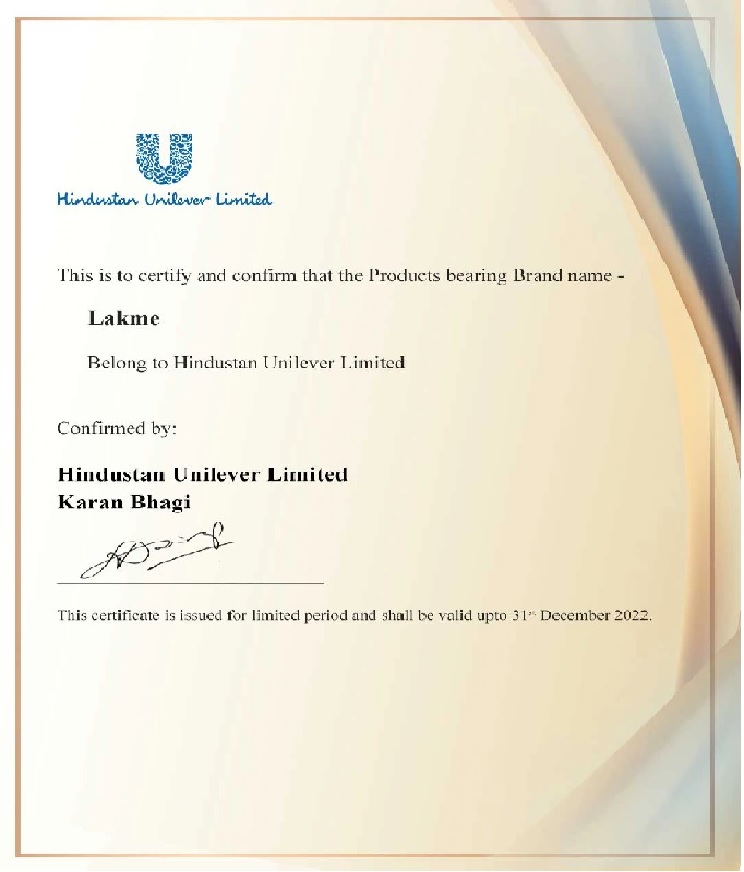 U
Hindustan Unilever Limited
This is to certify and confirm that the Products bearing Brand name -
Lakme
Belong to Hindustan Unilever Limited
Confirmed by:
Hindustan Unilever Limited
Karan Bhagi
This certificate is issued for limited period and shall be valid upto 31st December 2022.